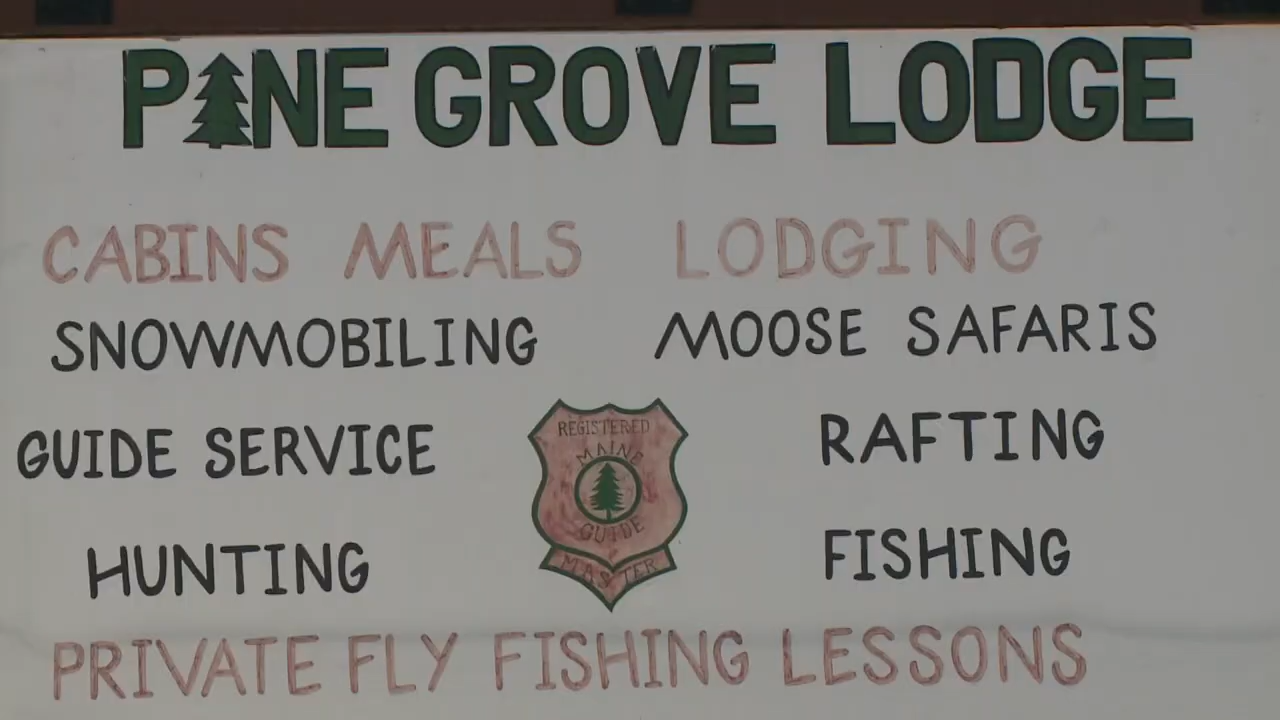 PINE GROVE LODGE
CABINS MEALS LODGING
SNOWMOBILING MOOSE SAFARIS
GUIDE SERVICE RAFTING
REGISTERED
MAINE
GUIDE
MASTER
HUNTING FISHING
PRIVATE FLY FISHING LESSONS